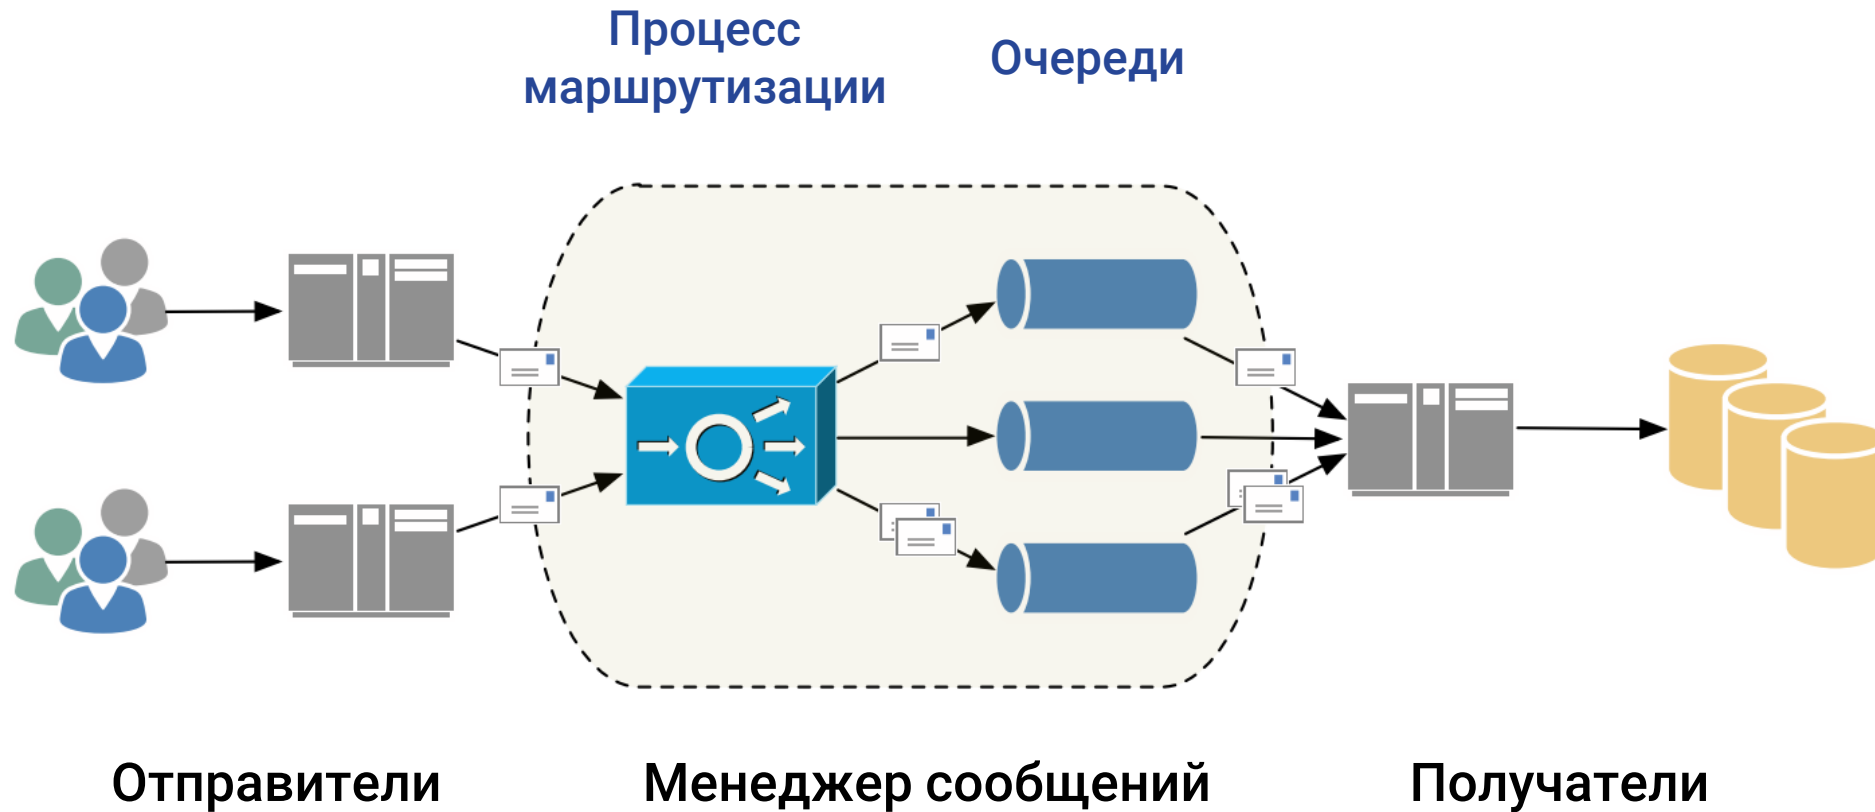 Процесс
маршрутизации
Очереди
Отправители
Менеджер сообщений
Получатели